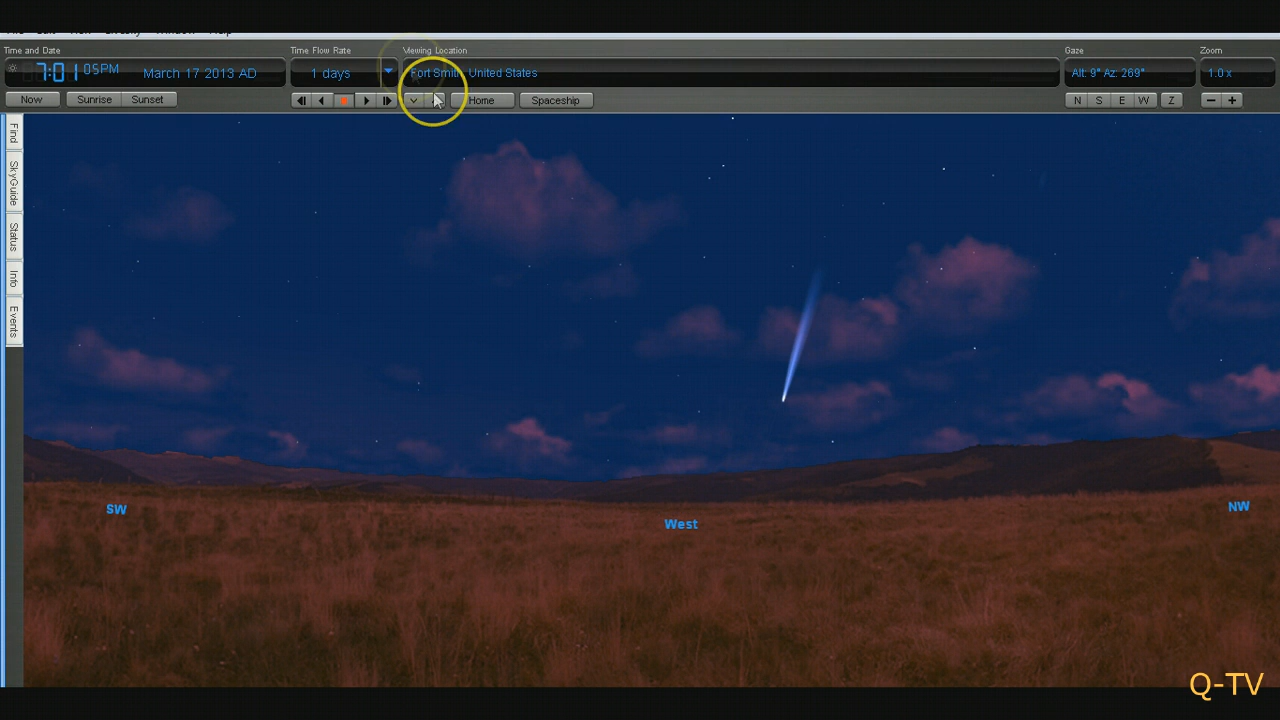 Time and Date
Time Flow Rate
Viewing Location
Gaze
Zoom
7:01 05PM March 17 2013 AD
1 days
Fort Smith, United States
Alt: 9° Az: 269°
1.0 x
Now
Sunrise
Sunset
Home
Spaceship
N S E W Z
Find
SkyGuide
Status
Info
Events
SW
West
NW
Q-TV